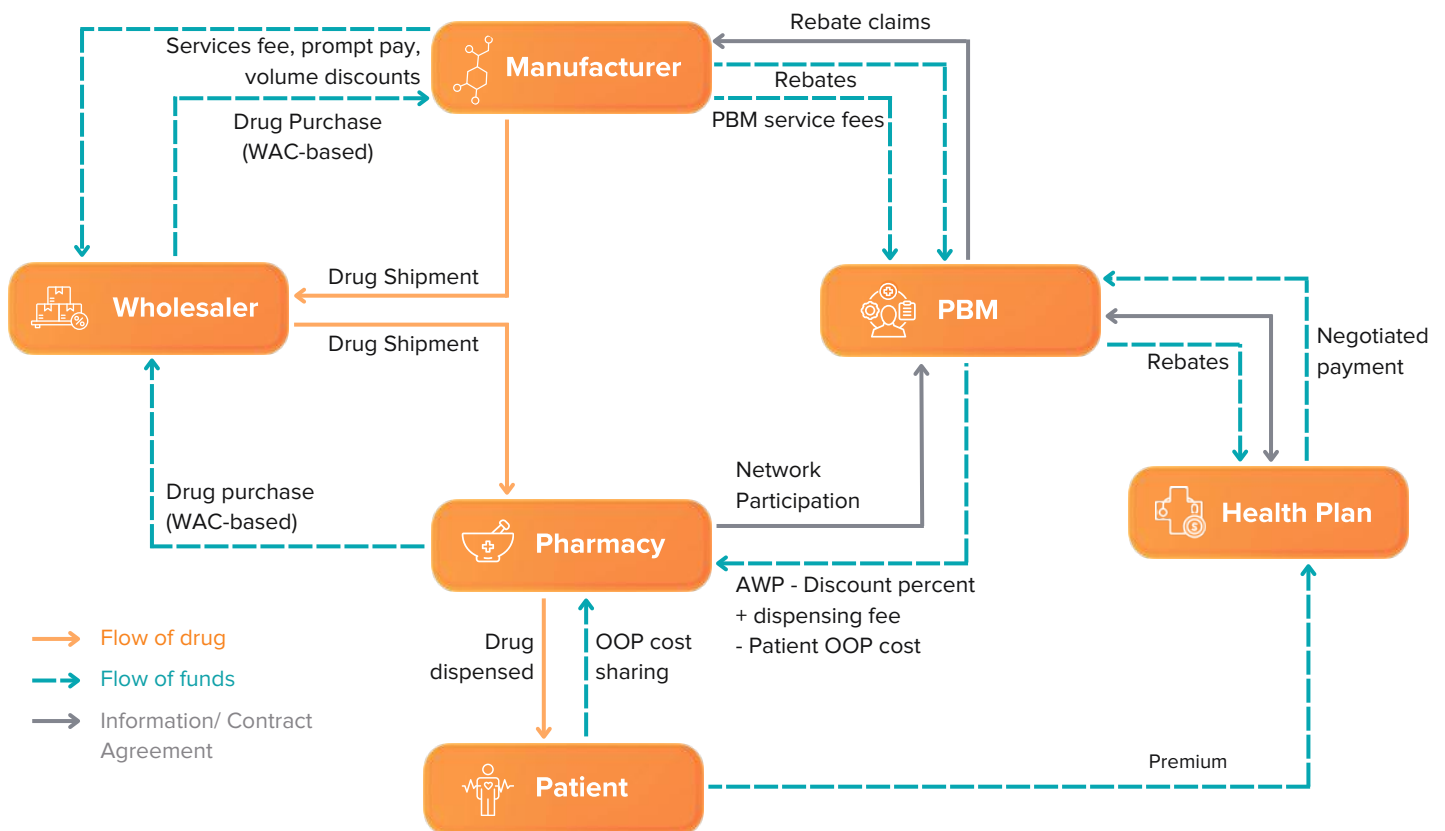 Rebate claims
Services fee, prompt pay,
volume discounts
Manufacturer
Rebates
PBM service fees
Drug Purchase
(WAC-based)
Drug Shipment
Wholesaler
PBM
Drug Shipment
Negotiated
payment
Rebates
Network
Participation
Drug purchase
(WAC-based)
Pharmacy
Health Plan
AWP - Discount percent
+ dispensing fee
- Patient OOP cost
Flow of drug
Flow of funds
Information/ Contract
Agreement
Drug
dispensed
OOP cost
sharing
Premium
Patient